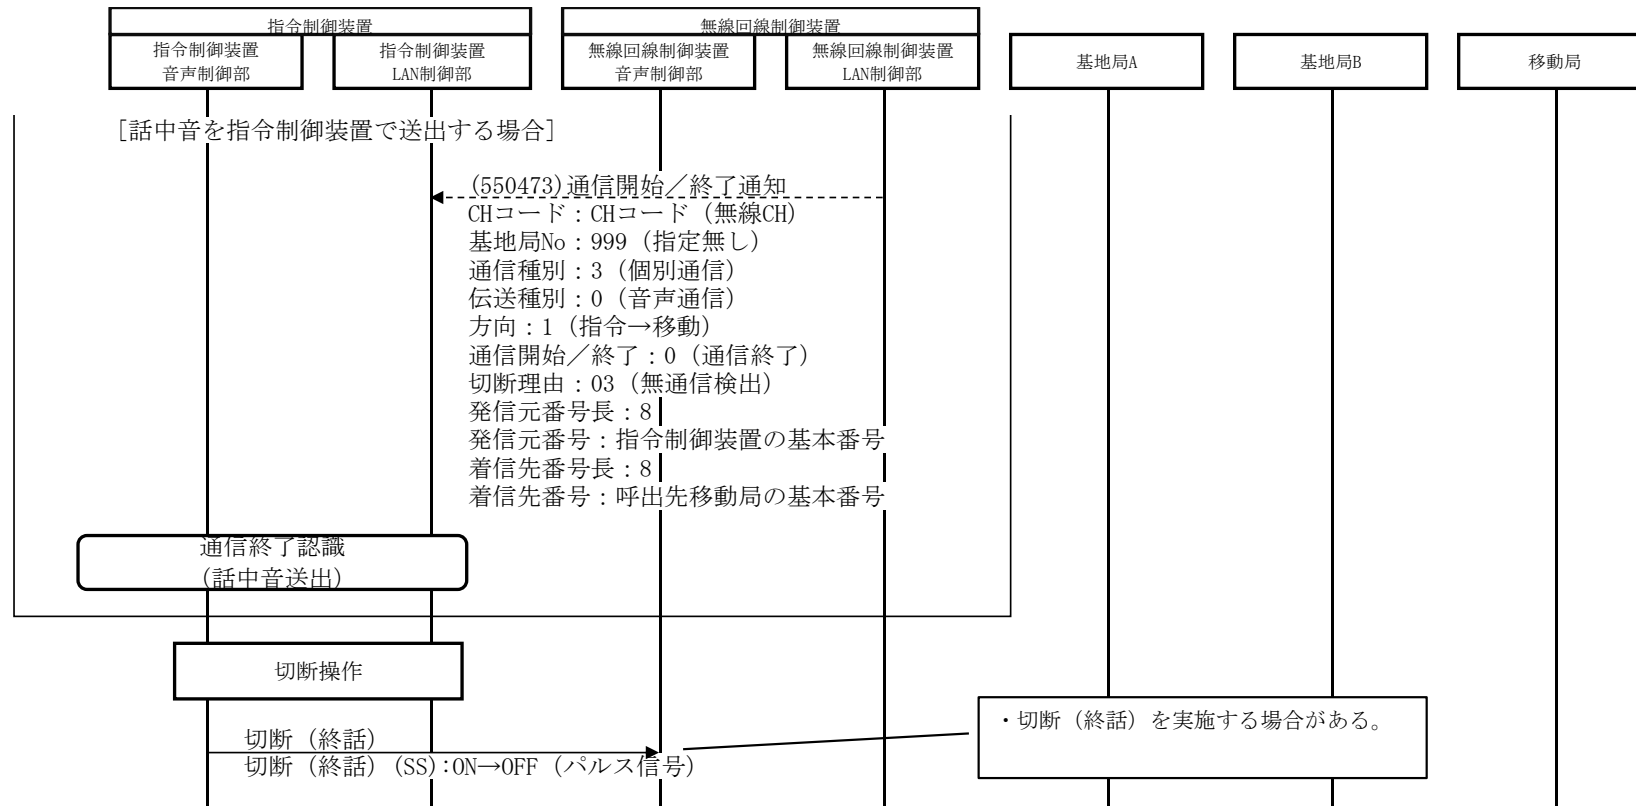 指令制御装置
無線回線制御装置
指令制御装置
音声制御部
指令制御装置
LAN制御部
無線回線制御装置
音声制御部
無線回線制御装置
LAN制御部
基地局A
基地局B
移動局
[話中音を指令制御装置で送出する場合]
(550473)通信開始／終了通知
CHコード：CHコード（無線CH）
基地局No：999（指定無し）
通信種別：3（個別通信）
伝送種別：0（音声通信）
方向：1（指令→移動）
通信開始／終了：0（通信終了）
切断理由：03（無通信検出）
発信元番号長：8
発信元番号：指令制御装置の基本番号
着信先番号長：8
着信先番号：呼出先移動局の基本番号
通信終了認識
（話中音送出）
切断操作
・切断（終話）を実施する場合がある。
切断（終話）
切断（終話）(SS):ON→OFF（パルス信号）